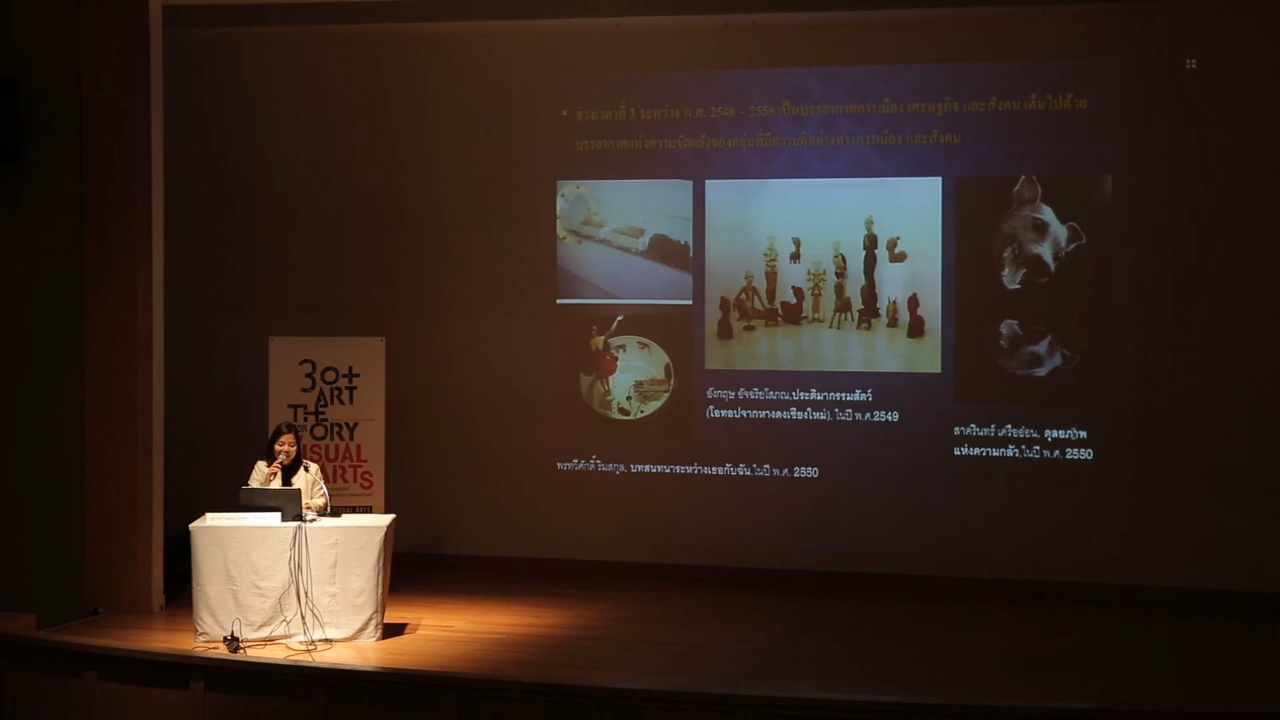 • ช่วงเวลาที่ 3 ระหว่าง พ.ศ. 2548 – 2556 เป็นบรรยากาศการเมือง เศรษฐกิจ และสังคม เต็มไปด้วย
บรรยากาศแห่งความขัดแย้งของกลุ่มที่มีความคิดต่างทางการเมือง และสังคม
อังกฤษ อัจฉริยโสภณ,ประติมากรรมสัตว์
(โอทอปจากหางดงเชียงใหม่), ในปี พ.ศ.2549
สาครินทร์ เครืออ่อน, ดุลยภาพ
แห่งความกลัว,ในปี พ.ศ. 2550
พรทวีศักดิ์ ริมสกุล, บทสนทนาระหว่างเธอกับฉัน,ในปี พ.ศ. 2550
30+
ART
THE
ORY
VISUAL
ARTS
VISUAL ARTS